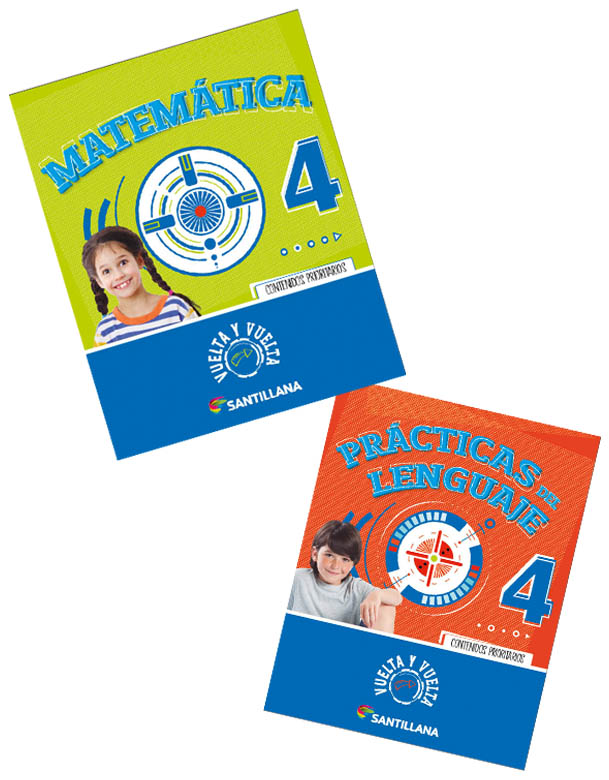 MATEMÁTICA
4
CONTENIDOS PRIORITARIOS
VUELTA Y VUELTA
SANTILLANA
PRÁCTICAS DEL
LENGUAJE
4
CONTENIDOS PRIORITARIOS
VUELTA Y VUELTA
SANTILLANA